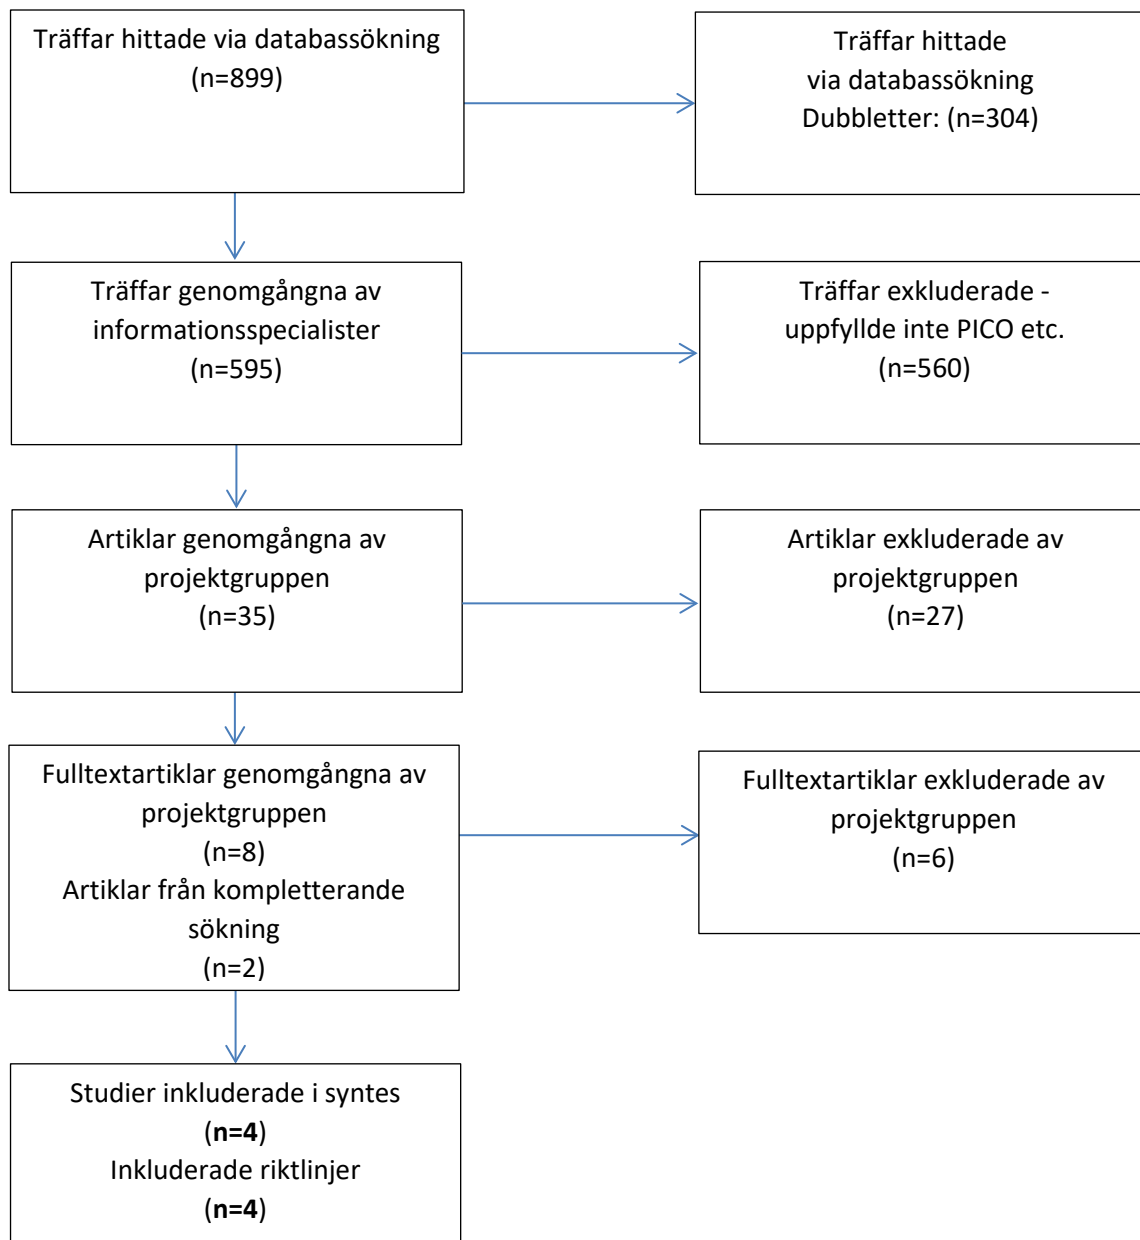 Träffar hittade via databassökning
(n=899)
Träffar hittade
via databassökning
Dubbletter: (n=304)
Träffar genomgångna av
informationsspecialister
(n=595)
Träffar exkluderade -
uppfyllde inte PICO etc.
(n=560)
Artiklar genomgångna av
projektgruppen
(n=35)
Artiklar exkluderade av
projektgruppen
(n=27)
Fulltextartiklar genomgångna av
projektgruppen
(n=8)
Artiklar från kompletterande
sökning
(n=2)
Fulltextartiklar exkluderade av
projektgruppen
(n=6)
Studier inkluderade i syntes
(n=4)
Inkluderade riktlinjer
(n=4)